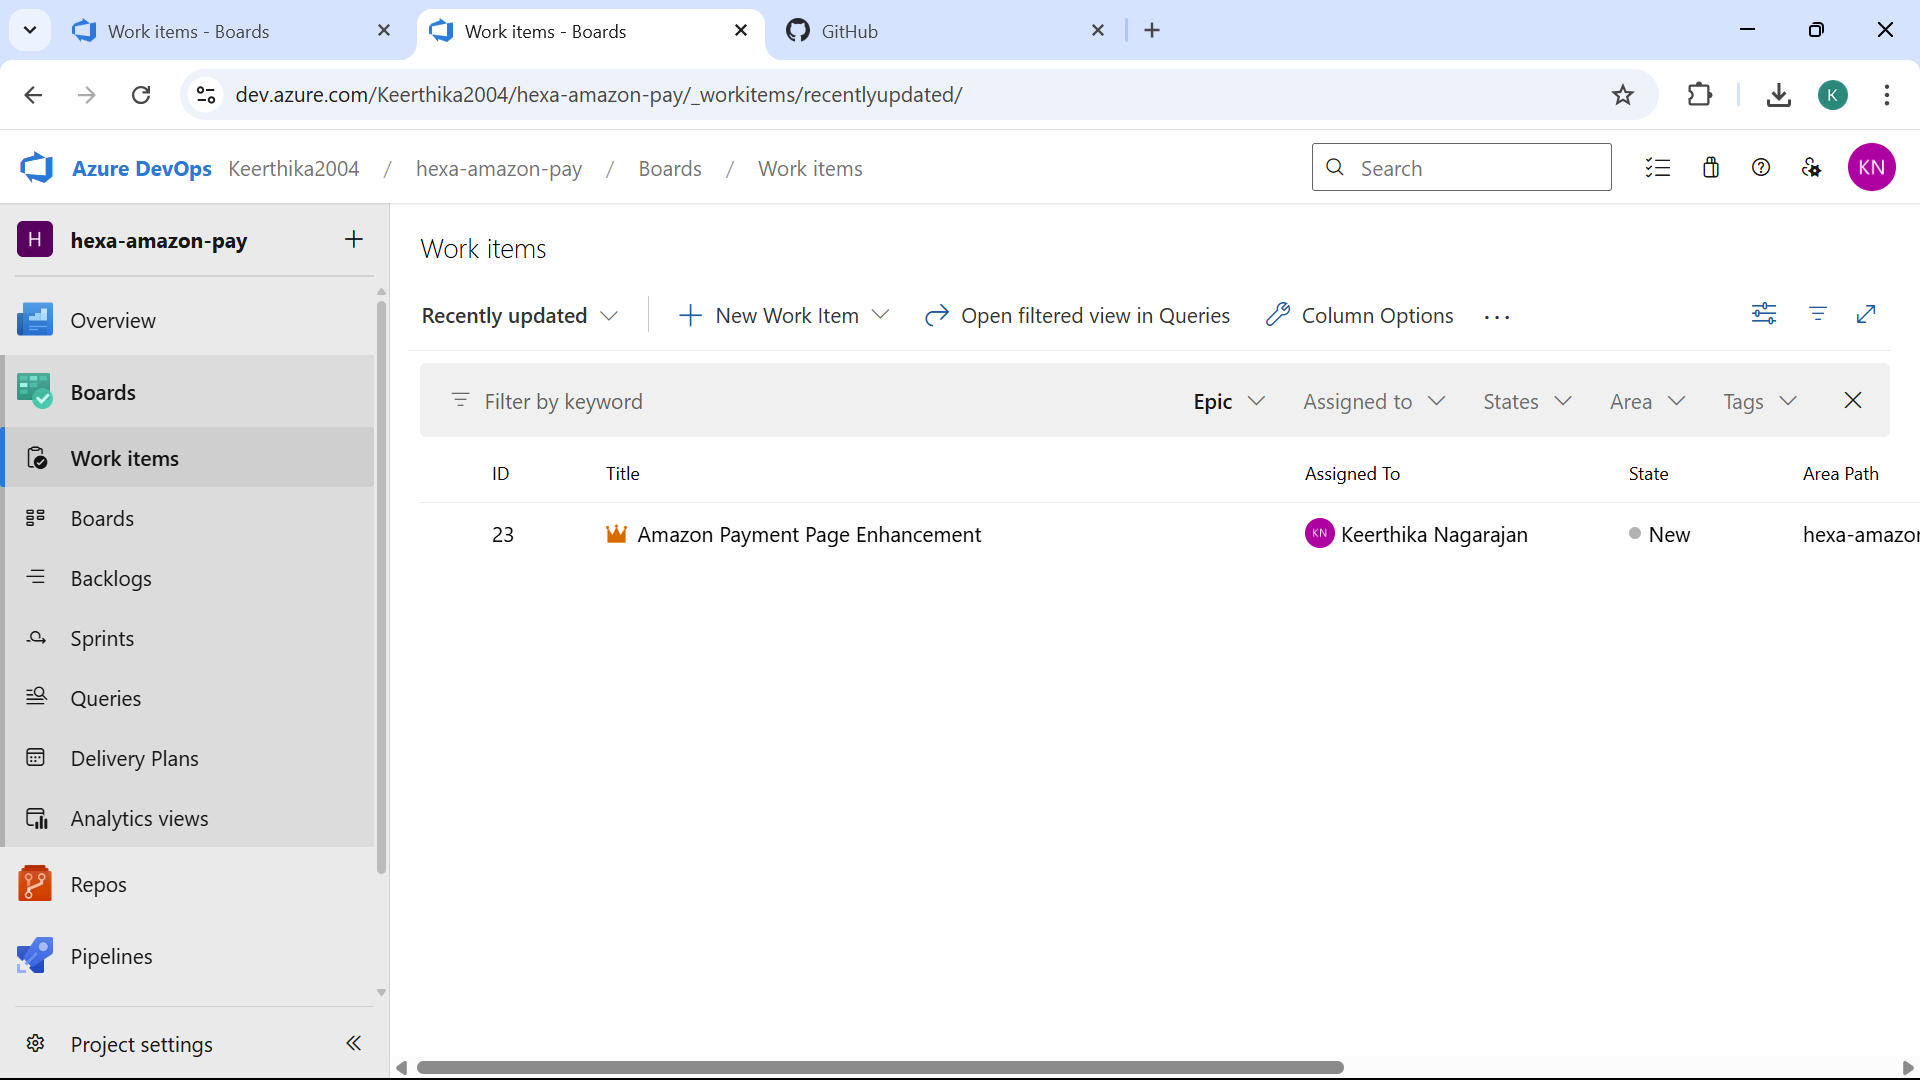 Work items - Boards
Work items - Boards
GitHub
dev.azure.com/Keerthika2004/hexa-amazon-pay/_workitems/recentlyupdated/
K
Azure DevOps Keerthika2004 / hexa-amazon-pay / Boards / Work items
Search
KN
H hexa-amazon-pay
Overview
Boards
Work items
Boards
Backlogs
Sprints
Queries
Delivery Plans
Analytics views
Repos
Pipelines
Project settings
Work items
Recently updated New Work Item Open filtered view in Queries Column Options
Filter by keyword Epic Assigned to States Area Tags
ID Title Assigned To State Area Path
23 Amazon Payment Page Enhancement KN Keerthika Nagarajan New hexa-amazon